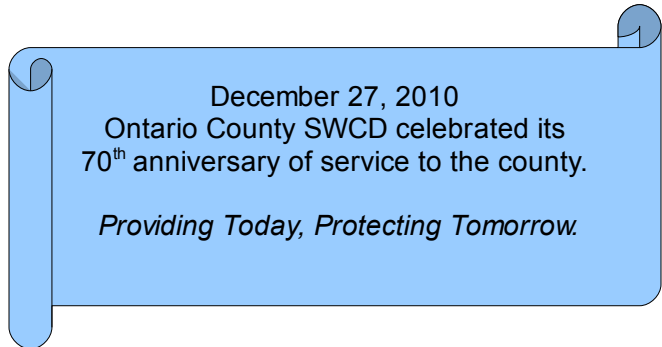 December 27, 2010
Ontario County SWCD celebrated its
70th anniversary of service to the county.
Providing Today, Protecting Tomorrow.